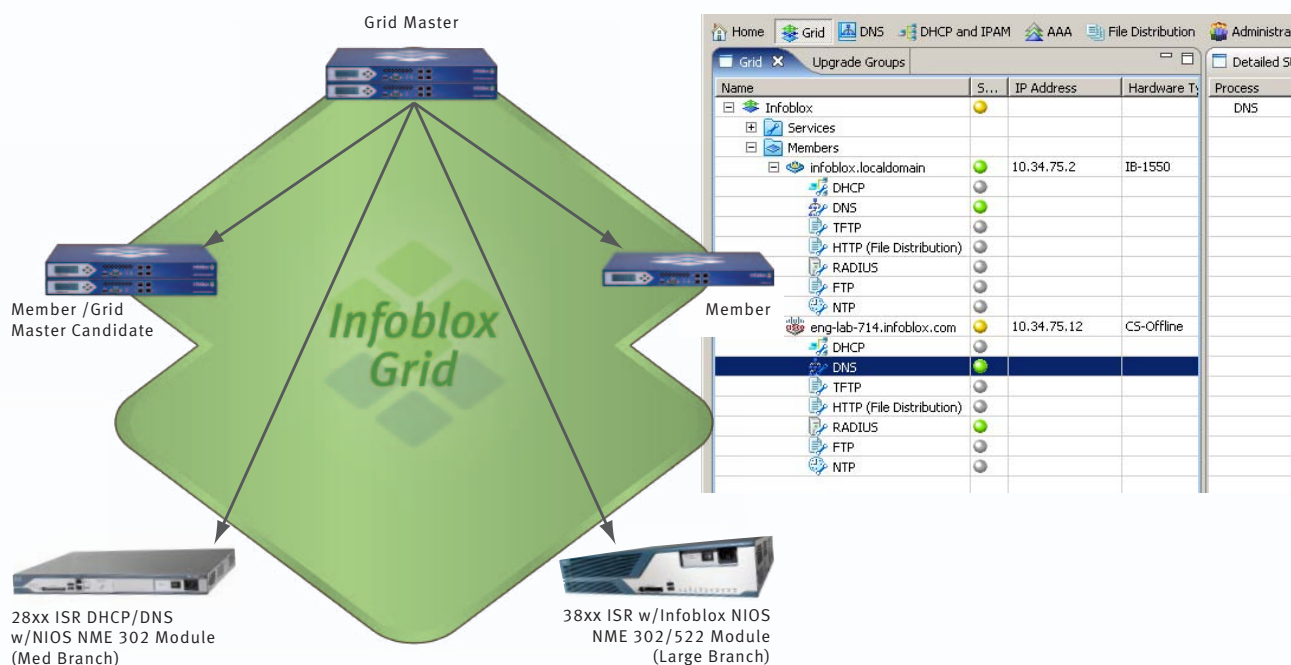 Grid Master
Member /Grid
Master Candidate
Infoblox
Grid
Member
28xx ISR DHCP/DNS
w/NIOS NME 302 Module
(Med Branch)
38xx ISR w/Infoblox NIOS
NME 302/522 Module
(Large Branch)
Home Grid DNS DHCP and IPAM AAA File Distribution Administra
Grid Upgrade Groups Detailed S
Name S... IP Address Hardware Ty Process
Infoblox DNS
Services
Members
infoblox.localdomain 10.34.75.2 IB-1550
DHCP
DNS
TFTP
HTTP (File Distribution)
RADIUS
FTP
NTP
eng-lab-714.infoblox.com 10.34.75.12 CS-Offline
DHCP
DNS
TFTP
HTTP (File Distribution)
RADIUS
FTP
NTP